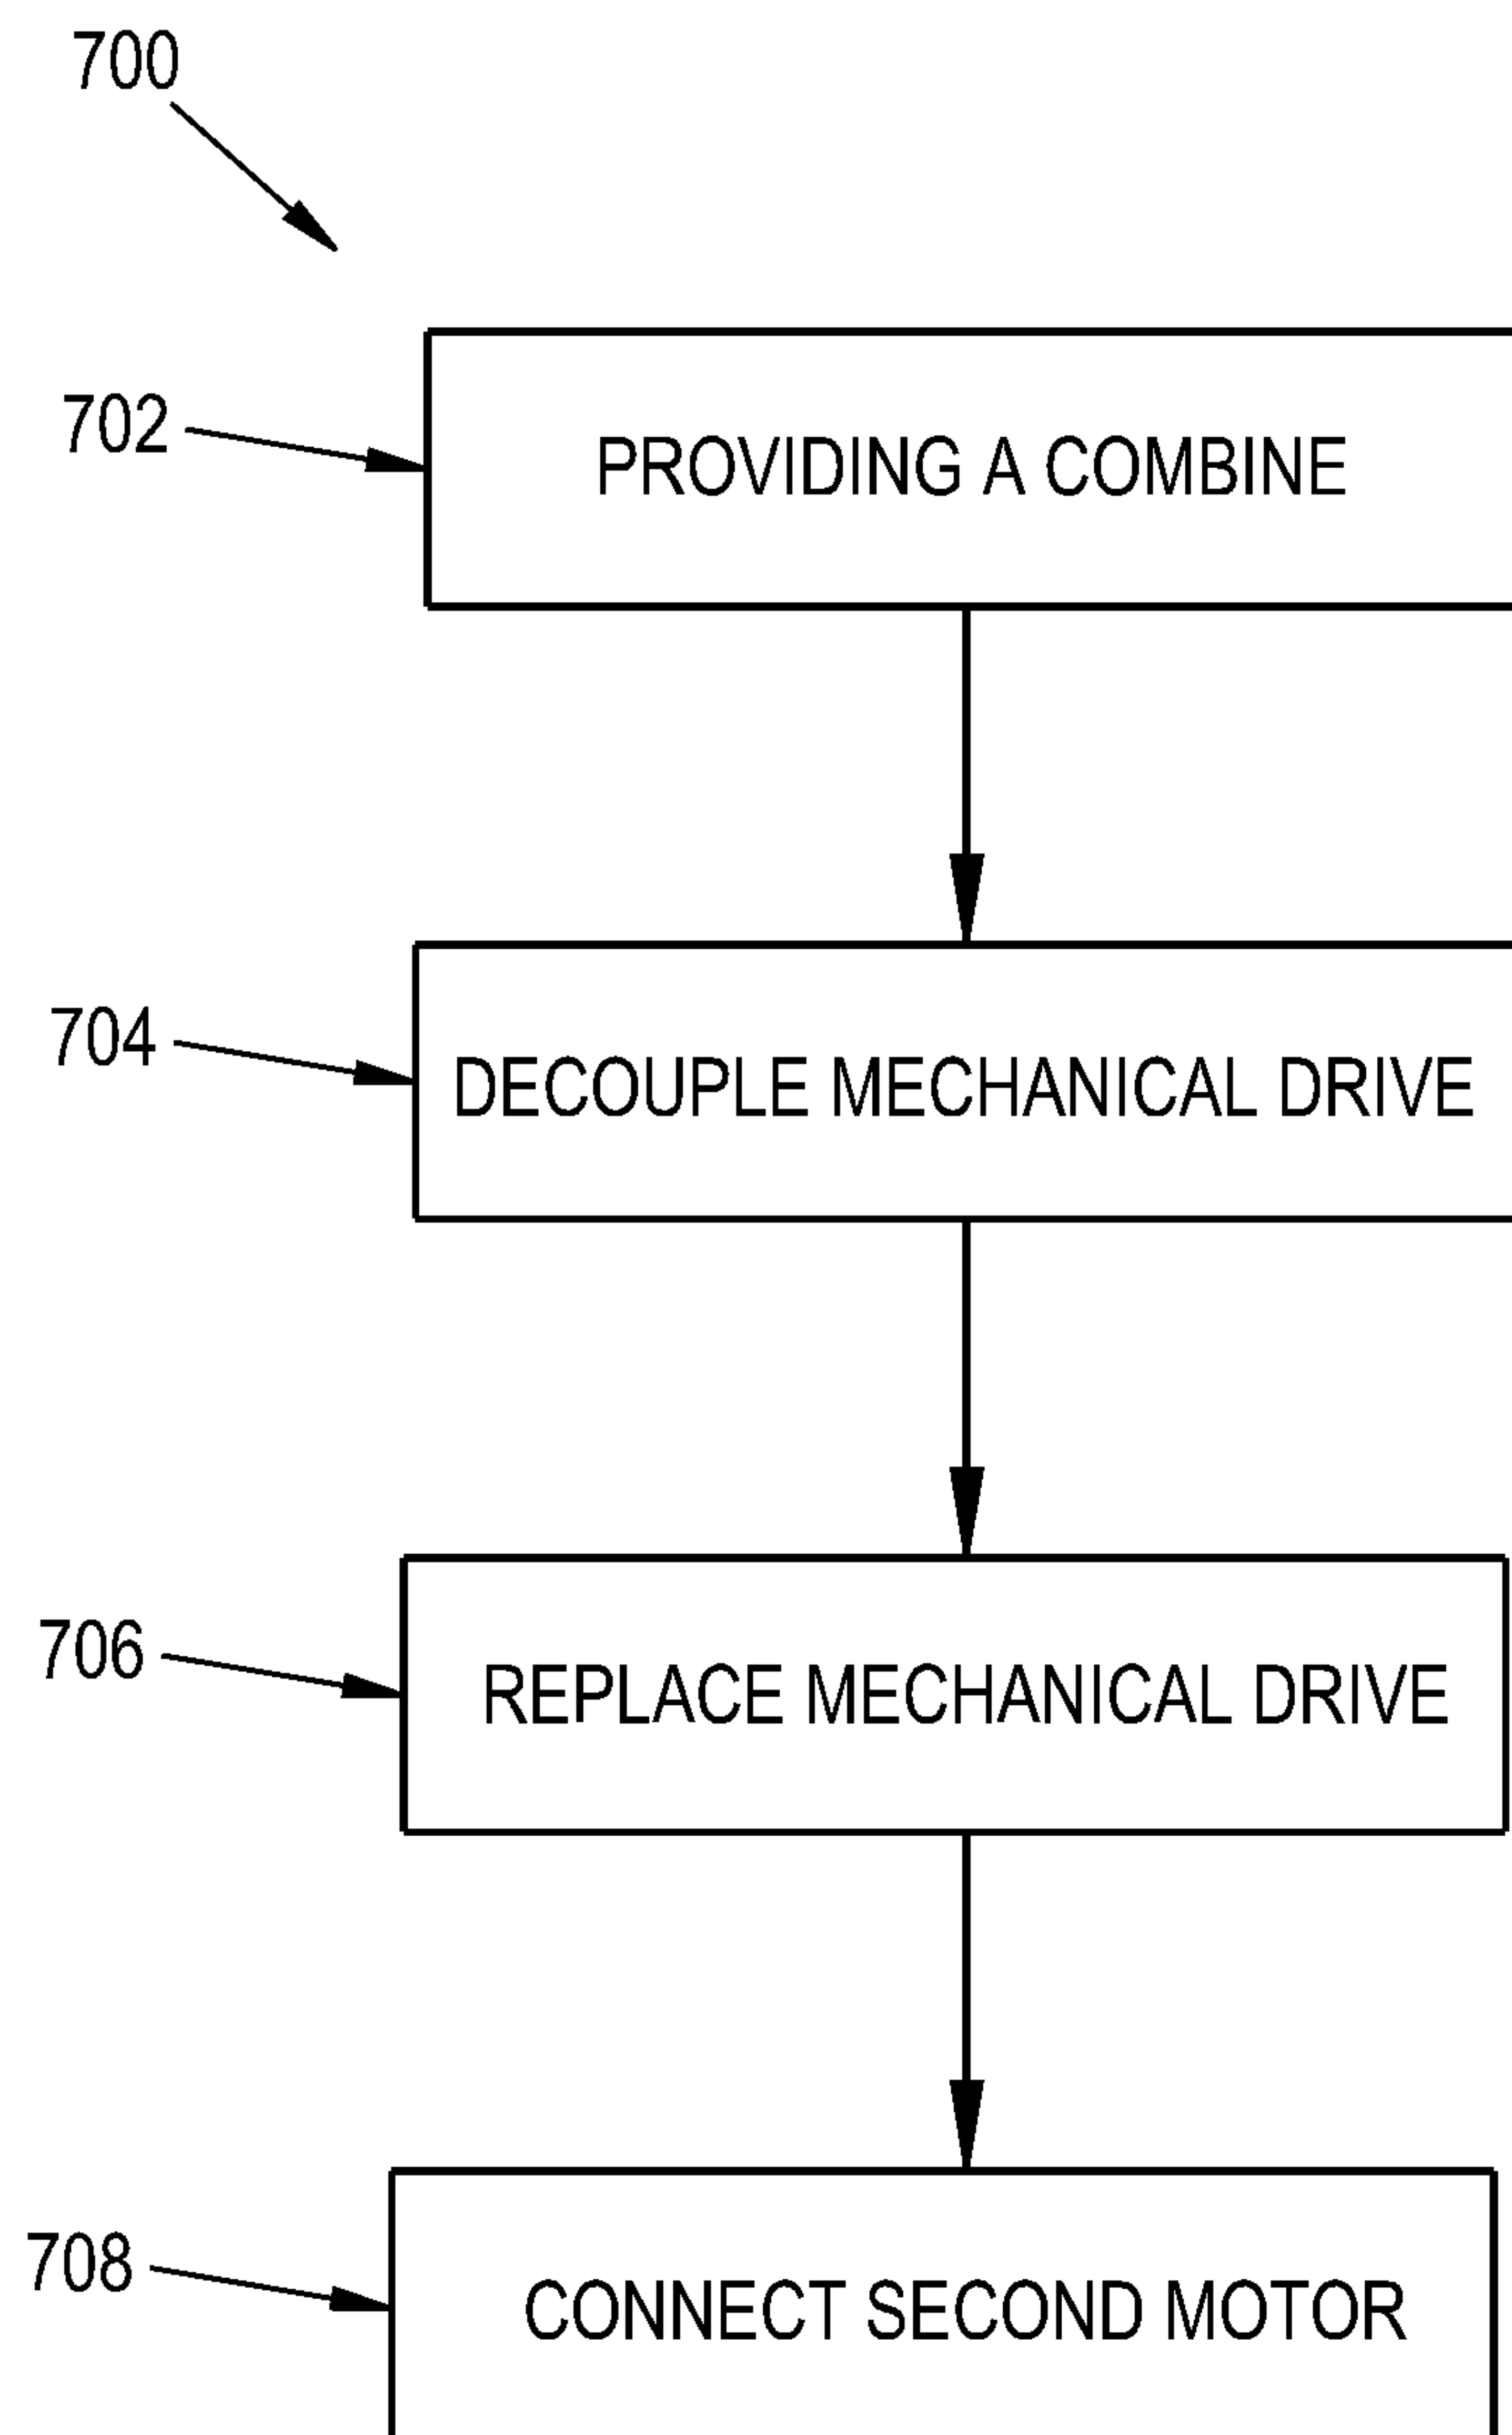 700
702
PROVIDING A COMBINE
704
DECOUPLE MECHANICAL DRIVE
706
REPLACE MECHANICAL DRIVE
708
CONNECT SECOND MOTOR